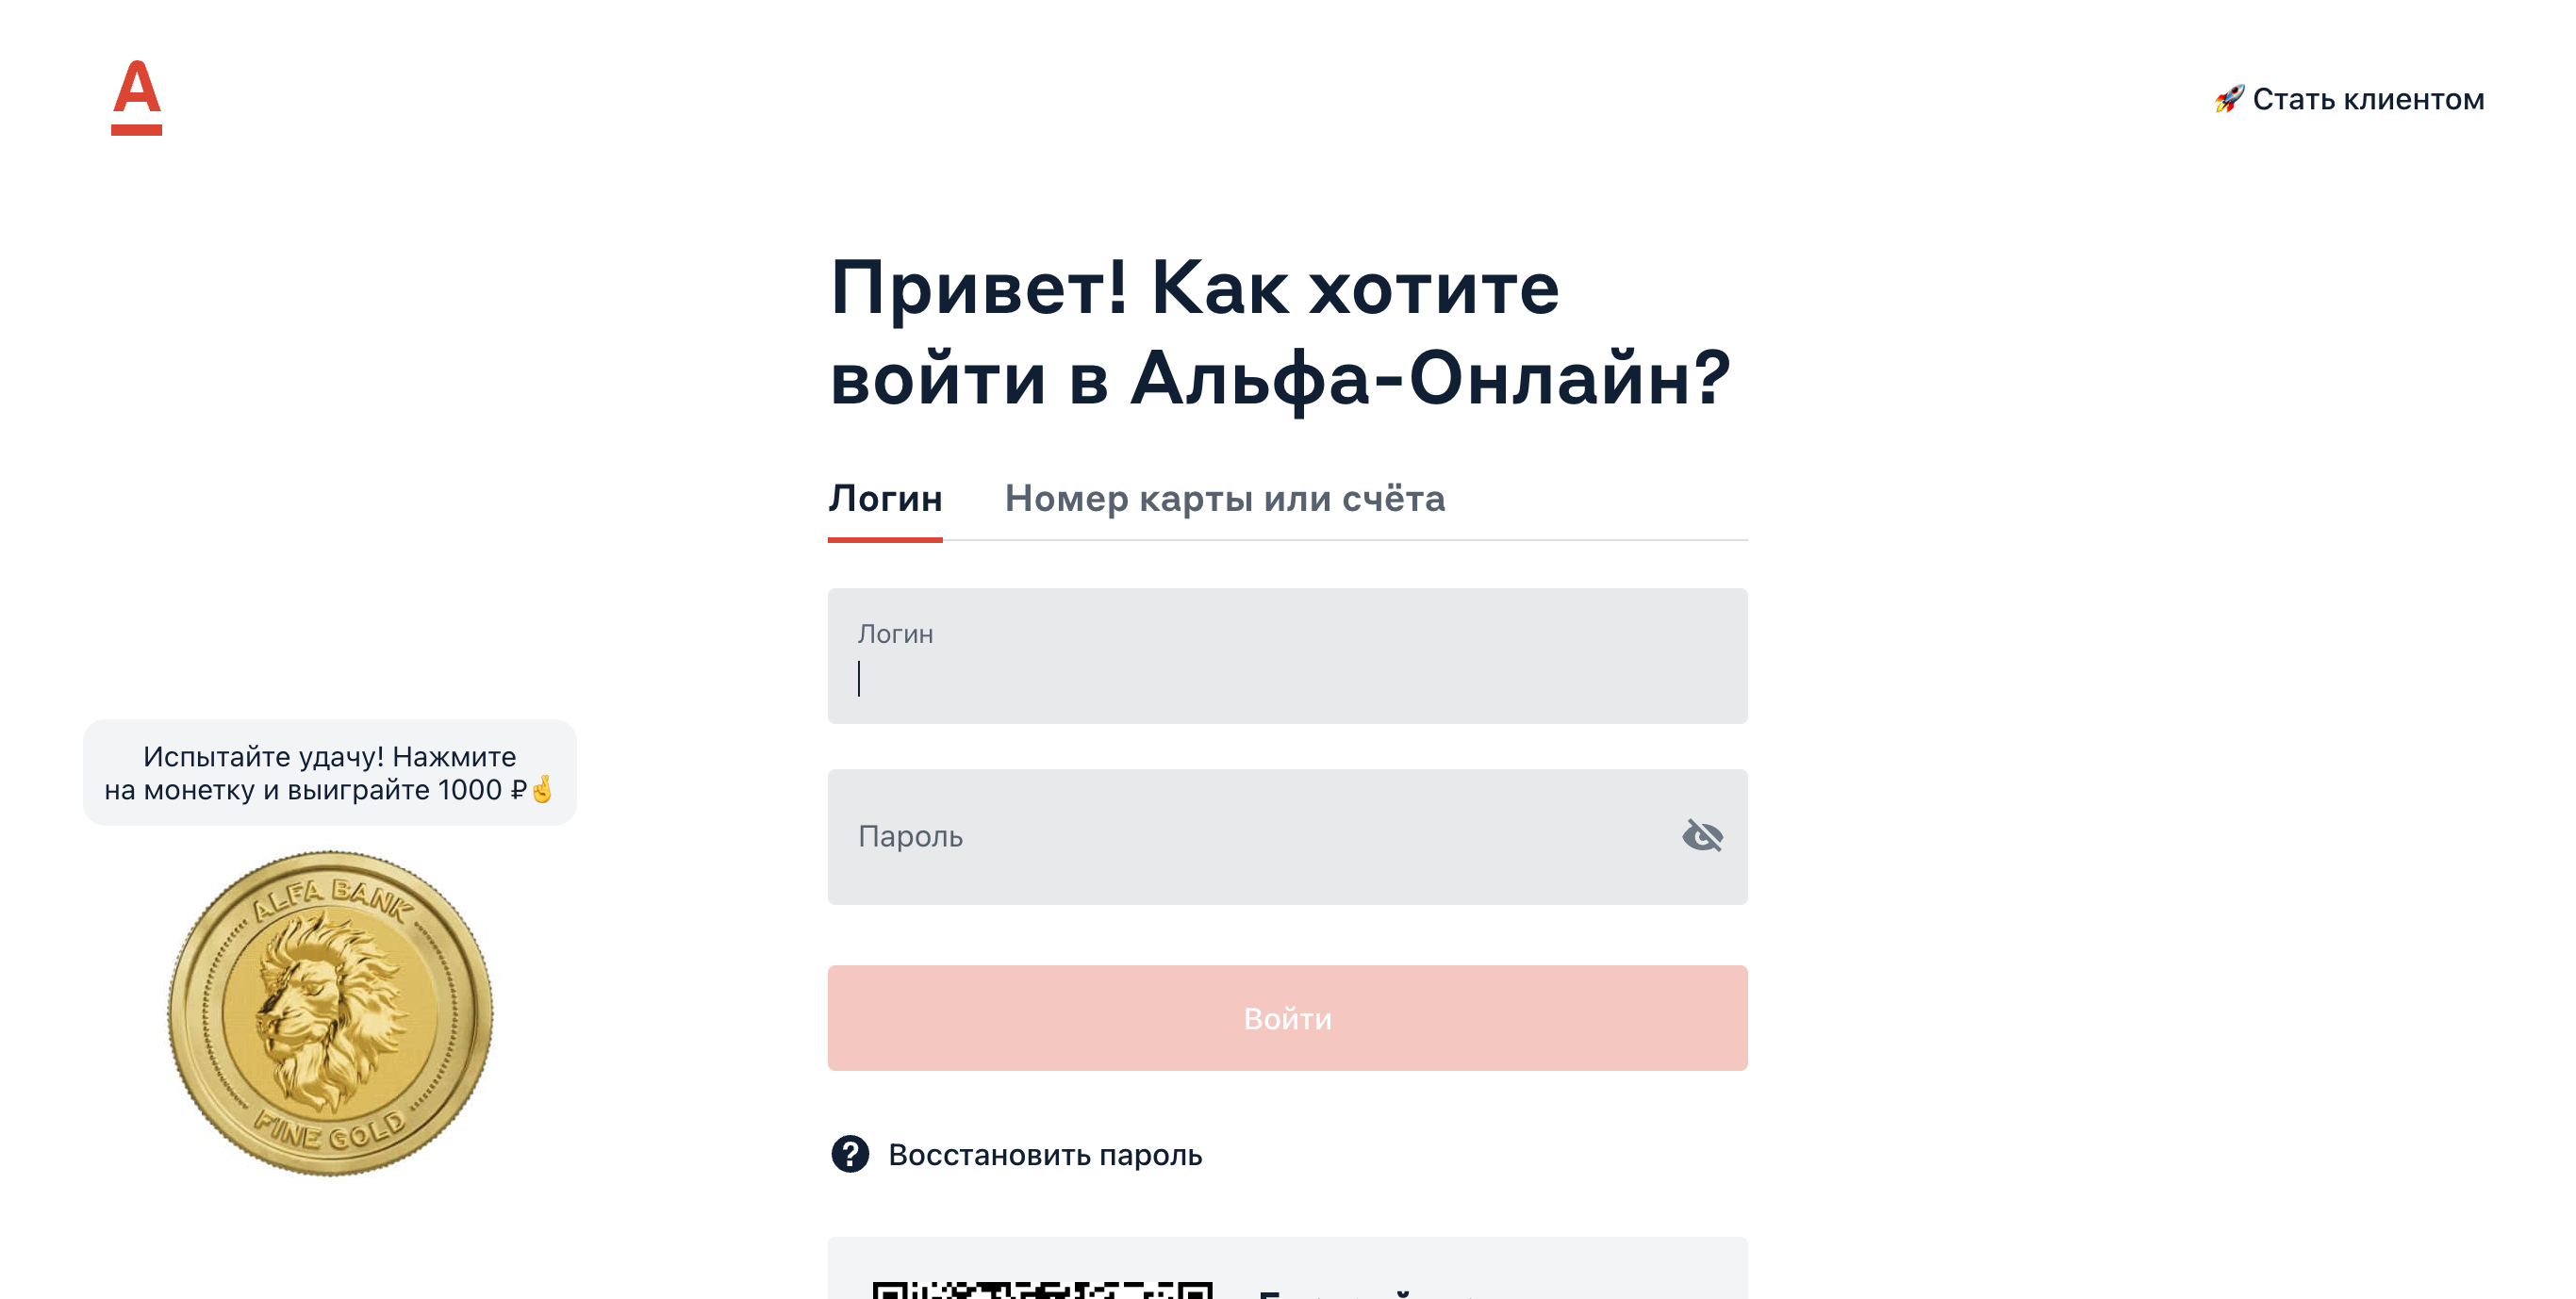 А
🚀 Стать клиентом
Привет! Как хотите
войти в Альфа-Онлайн?
Логин
Номер карты или счёта
Логин
Пароль
Войти
Восстановить пароль
Испытайте удачу! Нажмите
на монетку и выиграйте 1000 ₽🤞
ALFA BANK
FINE GOLD